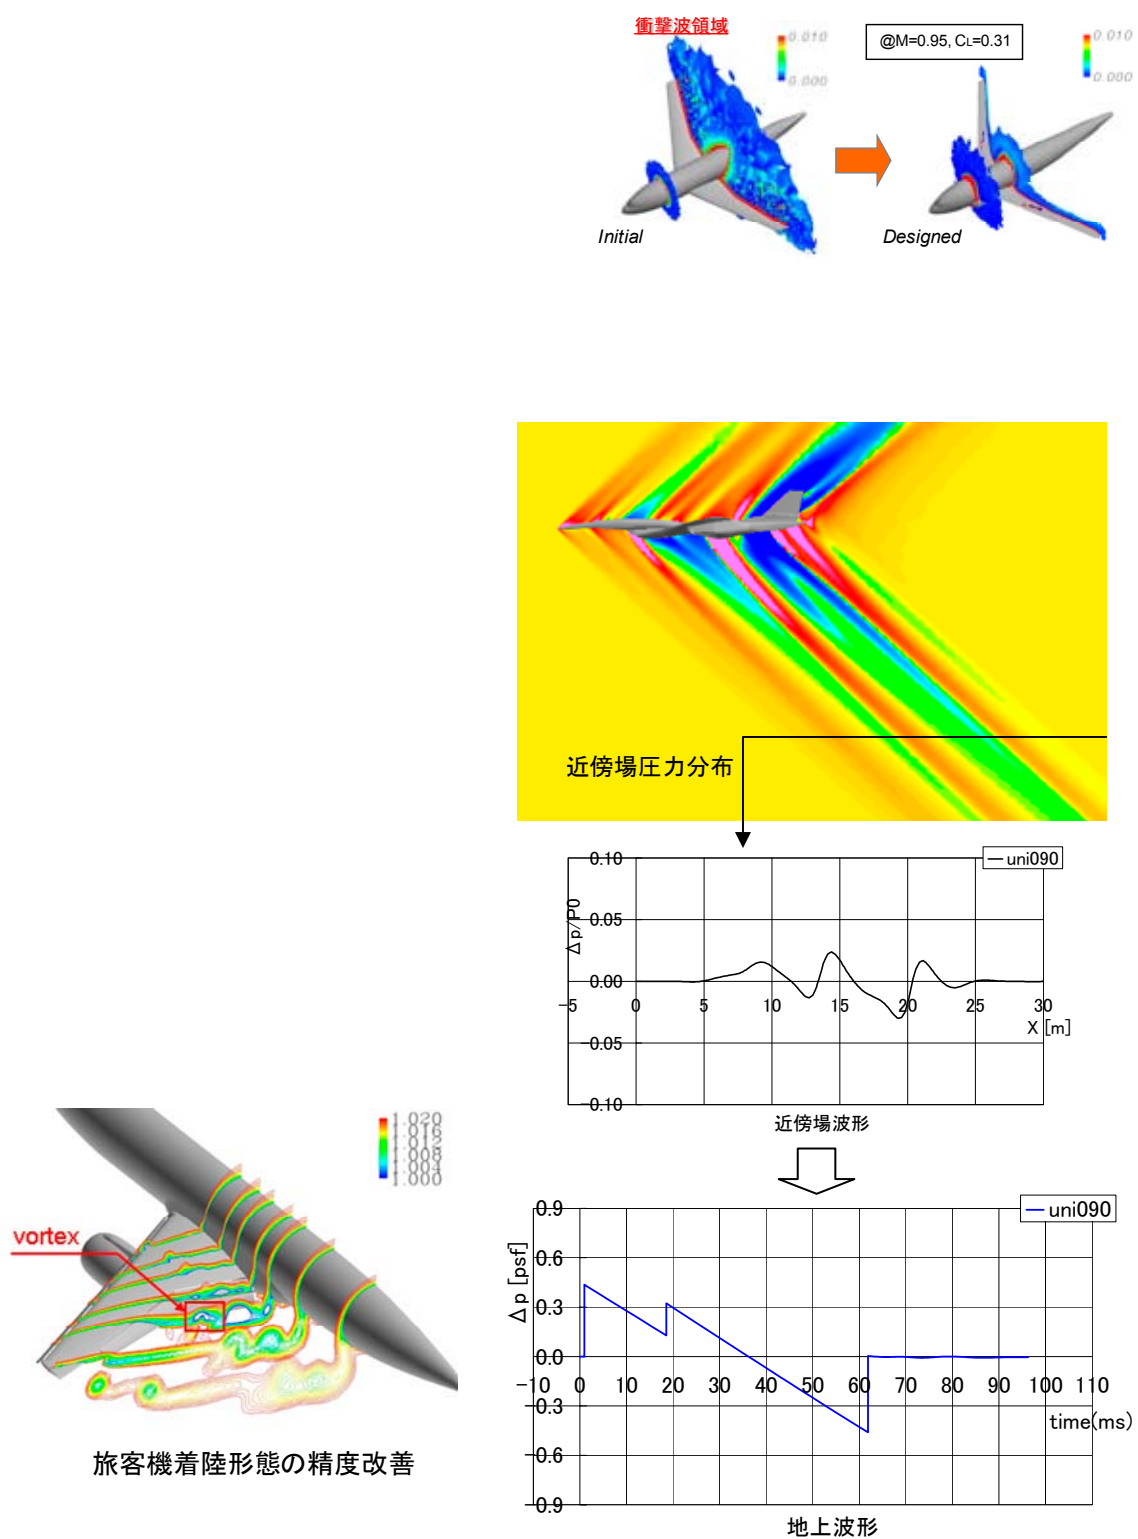 衝撃波領域
@M=0.95, CL=0.31
0.010
0.000
0.010
0.000
Initial
Designed
近傍場圧力分布
uni090
0.10
0.05
0.00
-0.05
-0.10
Δp/P0
-5 0 5 10 15 20 25 30
X [m]
近傍場波形
1.020
1.016
1.012
1.008
1.004
1.000
vortex
旅客機着陸形態の精度改善
uni090
0.9
0.6
0.3
0.0
-0.3
-0.6
-0.9
Δp [psf]
-10 0 10 20 30 40 50 60 70 80 90 100 110
time(ms)
地上波形